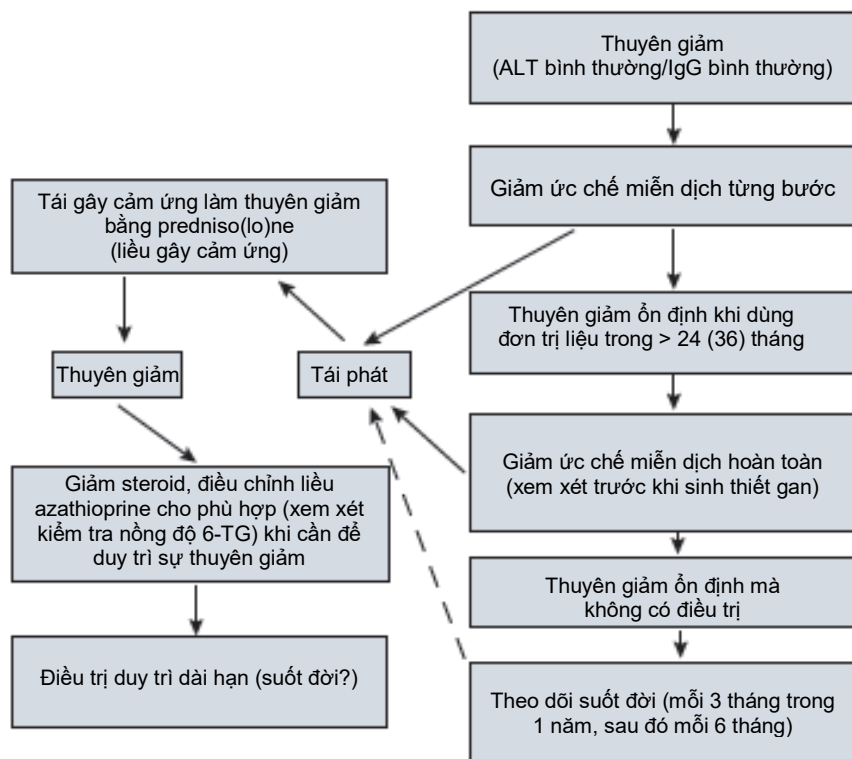 Thuyên giảm
(ALT bình thường/IgG bình thường)
Giảm ức chế miễn dịch từng bước
Tái gây cảm ứng làm thuyên giảm
bằng predniso(lo)ne
(liều gây cảm ứng)
Thuyên giảm ổn định khi dùng
đơn trị liệu trong > 24 (36) tháng
Thuyên giảm
Tái phát
Giảm ức chế miễn dịch hoàn toàn
(xem xét trước khi sinh thiết gan)
Giảm steroid, điều chỉnh liều
azathioprine cho phù hợp (xem xét
kiểm tra nồng độ 6-TG) khi cần để
duy trì sự thuyên giảm
Thuyên giảm ổn định mà
không có điều trị
Điều trị duy trì dài hạn (suốt đời?)
Theo dõi suốt đời (mỗi 3 tháng trong
1 năm, sau đó mỗi 6 tháng)